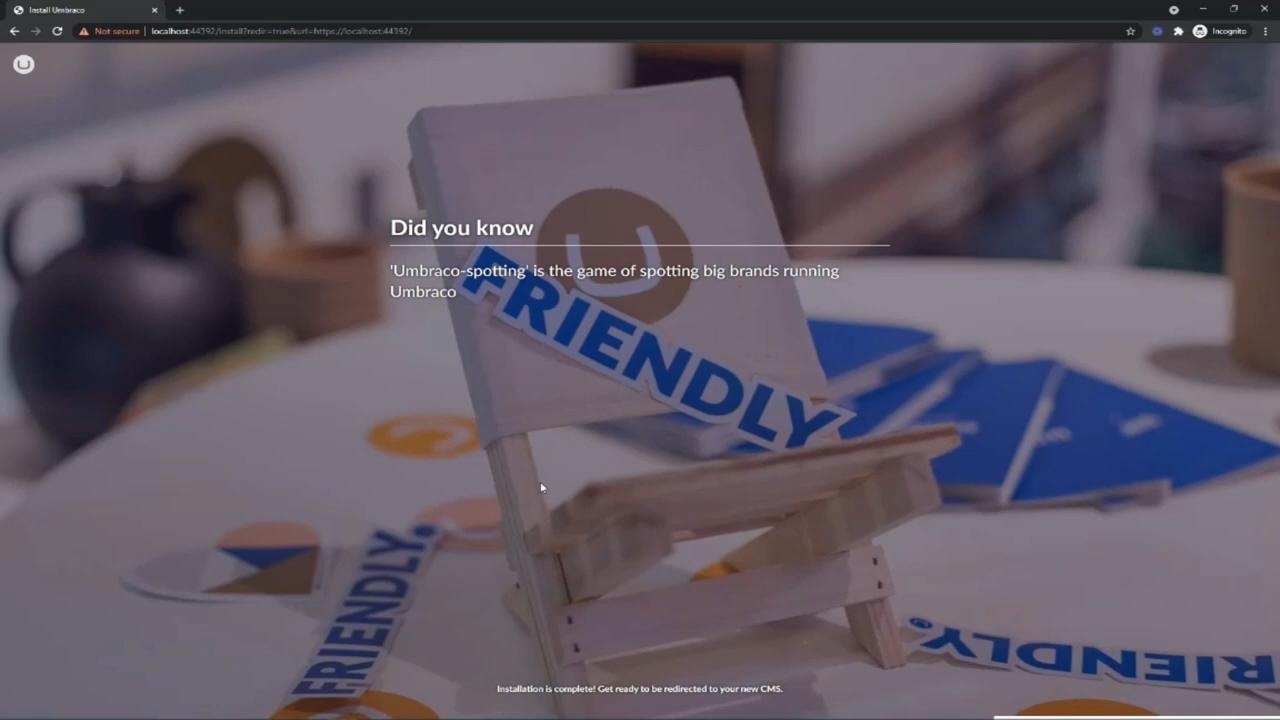 Install Umbraco
Not secure
localhost:44392/install?redir=true&url=https://localhost:44392/
Incognito
Did you know
'Umbraco-spotting' is the game of spotting big brands running
Umbraco
FRIENDLY
FRIENDLY.
FRIENDLY.
Installation is complete! Get ready to be redirected to your new CMS.